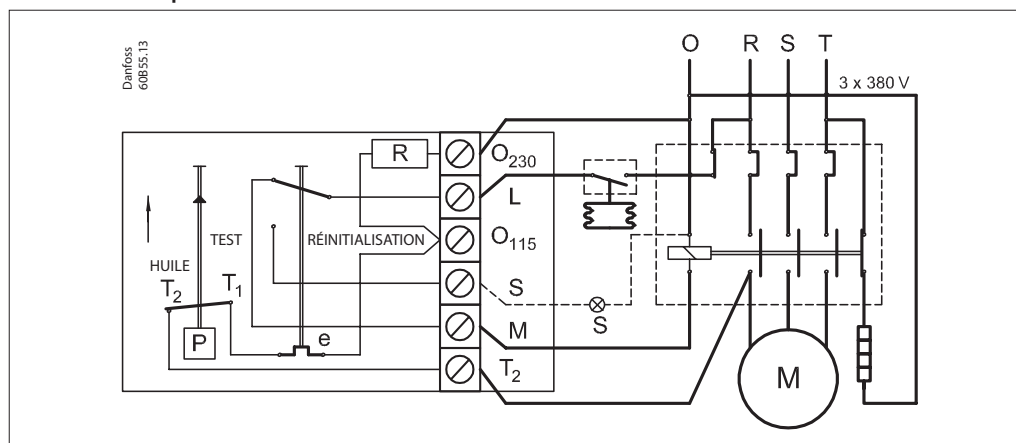 Danfoss
60B55.13
O R S T
3 x 380 V
R
O230
L
TEST
RÉINITIALISATION
O115
HUILE
T2 T1
S
S
P
e
M
T2
M